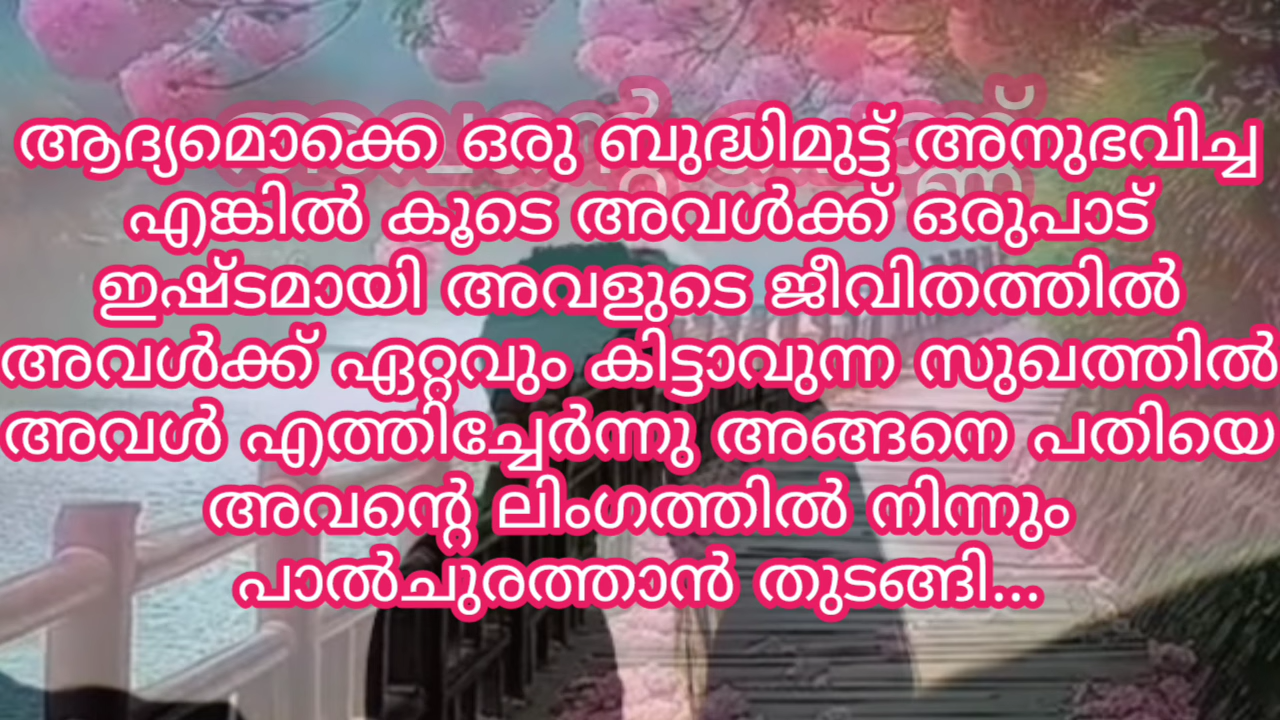 ആദ്യമൊക്കെ ഒരു ബുദ്ധിമുട്ട് അനുഭവിച്ച
എങ്കിൽ കൂടെ അവൾക്ക് ഒരുപാട്
ഇഷ്ടമായി അവളുടെ ജീവിതത്തിൽ
അവൾക്ക് ഏറ്റവും കിട്ടാവുന്ന സുഖത്തിൽ
അവൾ എത്തിച്ചേർന്നു അങ്ങനെ പതിയെ
അവന്റെ ലിംഗത്തിൽ നിന്നും
പാൽചുരത്താൻ തുടങ്ങി...